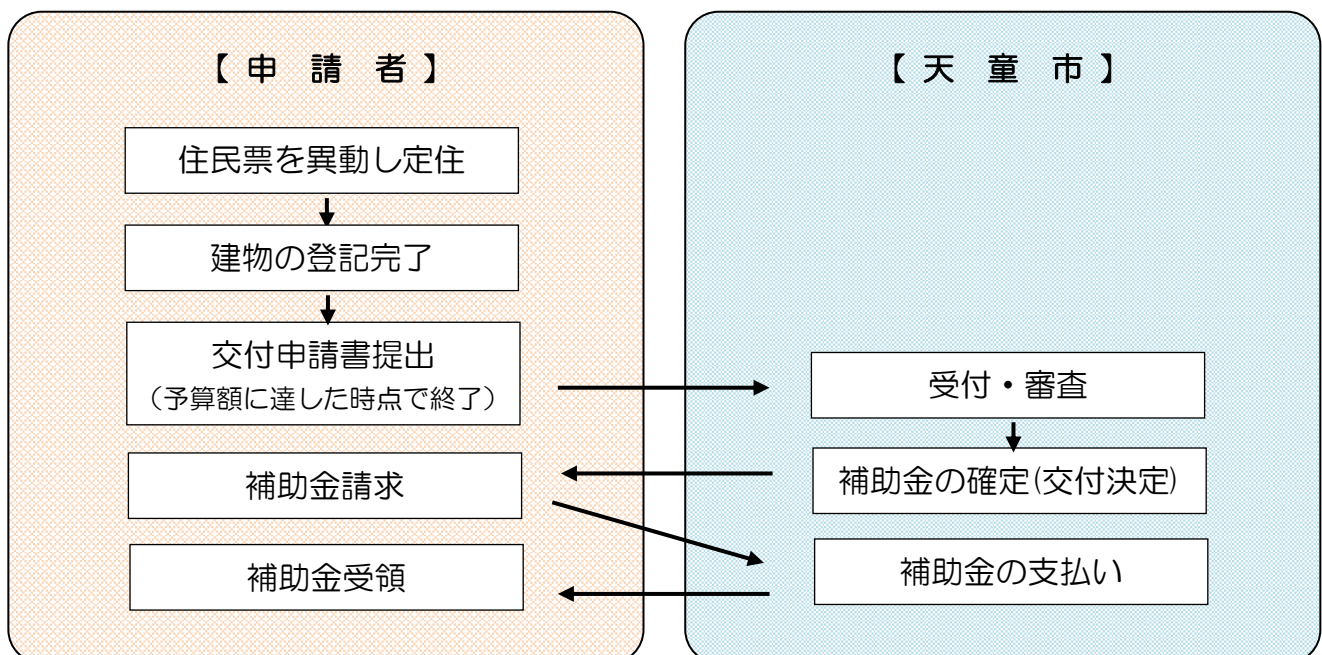 【申請者】
住民票を異動し定住
建物の登記完了
交付申請書提出
（予算額に達した時点で終了）
補助金請求
補助金受領
【天童市】
受付・審査
補助金の確定(交付決定)
補助金の支払い